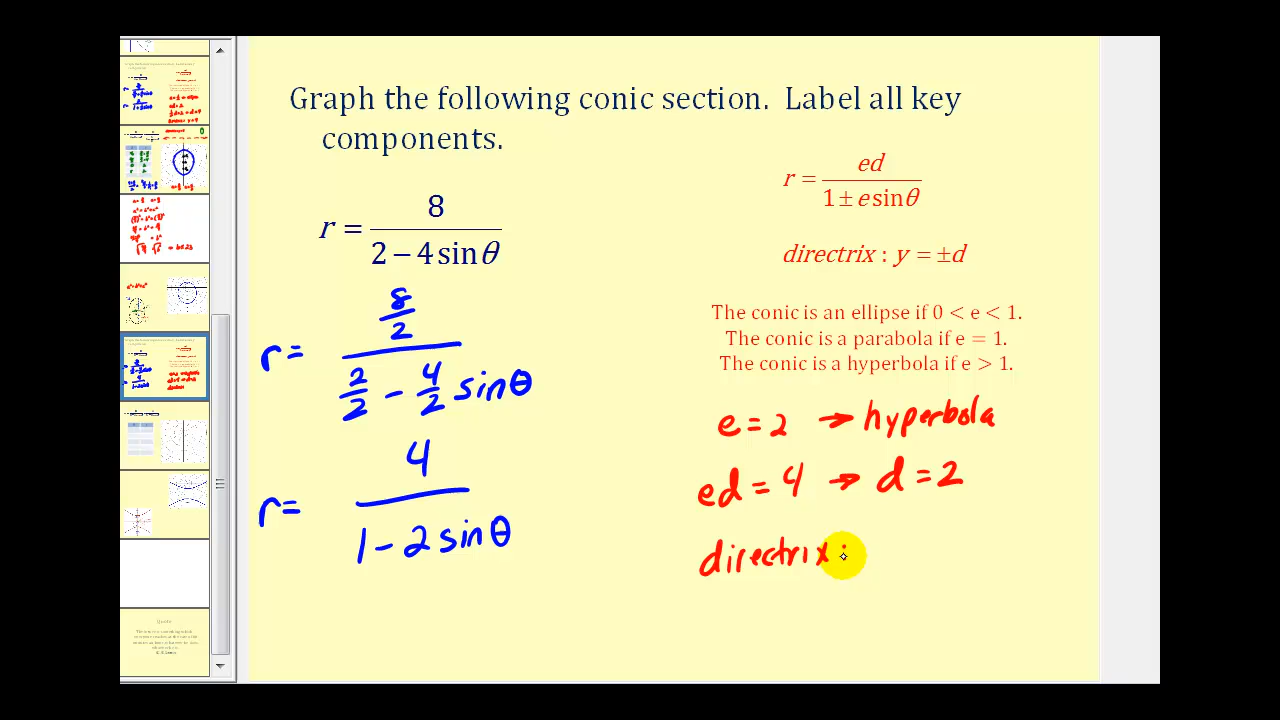 Graph the following conic section. Label all key
components.
r = 8 / (2 − 4 sin θ)
r = (8/2) / (2/2 − 4/2 sin θ)
r = 4 / (1 − 2 sin θ)
r = ed / (1 ± e sin θ)
directrix : y = ±d
The conic is an ellipse if 0 < e < 1.
The conic is a parabola if e = 1.
The conic is a hyperbola if e > 1.
e = 2 → hyperbola
ed = 4 → d = 2
directrix :